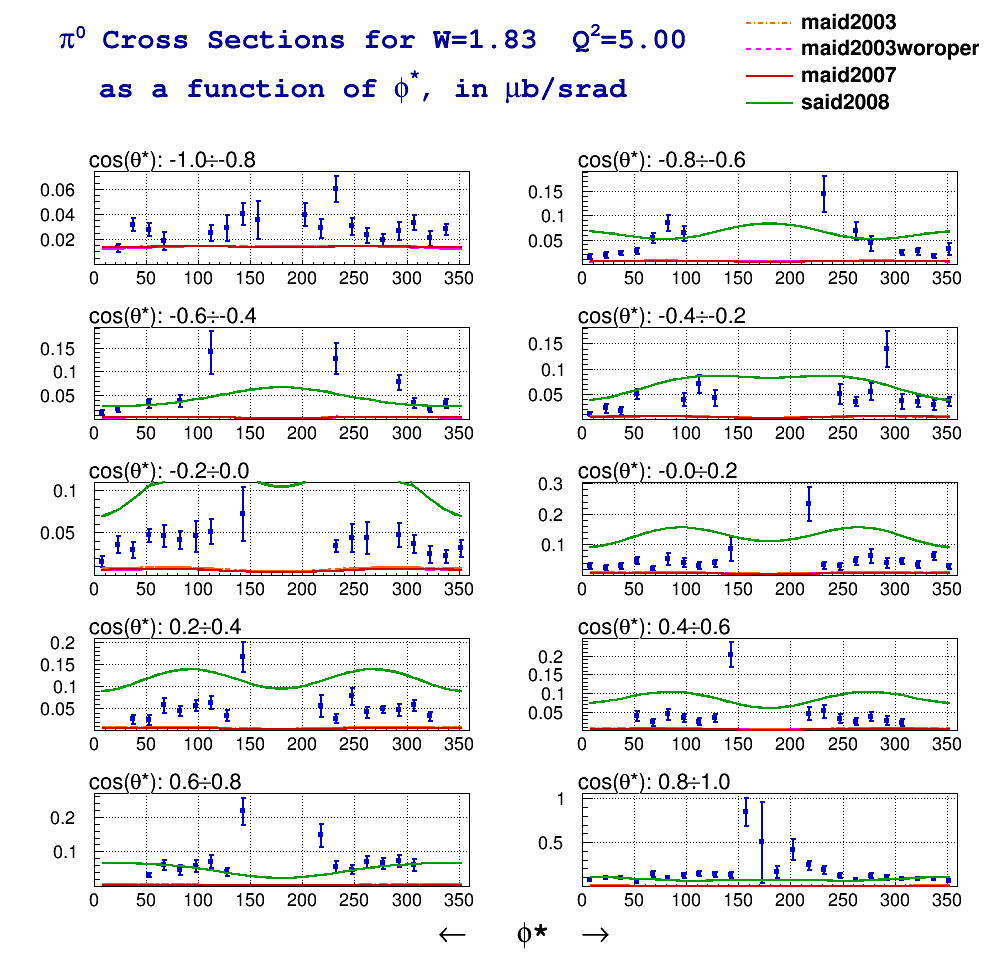 π⁰ Cross Sections for W=1.83 Q²=5.00
as a function of ϕ*, in μb/srad
maid2003
maid2003woroper
maid2007
said2008
cos(θ*): -1.0÷-0.8
0.06
0.04
0.02
0 50 100 150 200 250 300 350
cos(θ*): -0.8÷-0.6
0.15
0.1
0.05
0 50 100 150 200 250 300 350
cos(θ*): -0.6÷-0.4
0.15
0.1
0.05
0 50 100 150 200 250 300 350
cos(θ*): -0.4÷-0.2
0.15
0.1
0.05
0 50 100 150 200 250 300 350
cos(θ*): -0.2÷0.0
0.1
0.05
0 50 100 150 200 250 300 350
cos(θ*): -0.0÷0.2
0.3
0.2
0.1
0 50 100 150 200 250 300 350
cos(θ*): 0.2÷0.4
0.2
0.15
0.1
0.05
0 50 100 150 200 250 300 350
cos(θ*): 0.4÷0.6
0.2
0.15
0.1
0.05
0 50 100 150 200 250 300 350
cos(θ*): 0.6÷0.8
0.2
0.1
0 50 100 150 200 250 300 350
cos(θ*): 0.8÷1.0
1
0.5
0 50 100 150 200 250 300 350
← ϕ* →